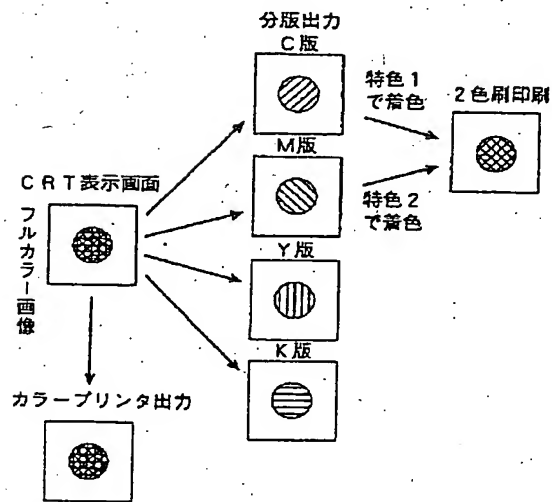 分版出力
C版
特色1
で着色
2色刷印刷
M版
CRT表示画面
特色2
で着色
フルカラー画像
Y版
K版
カラープリンタ出力